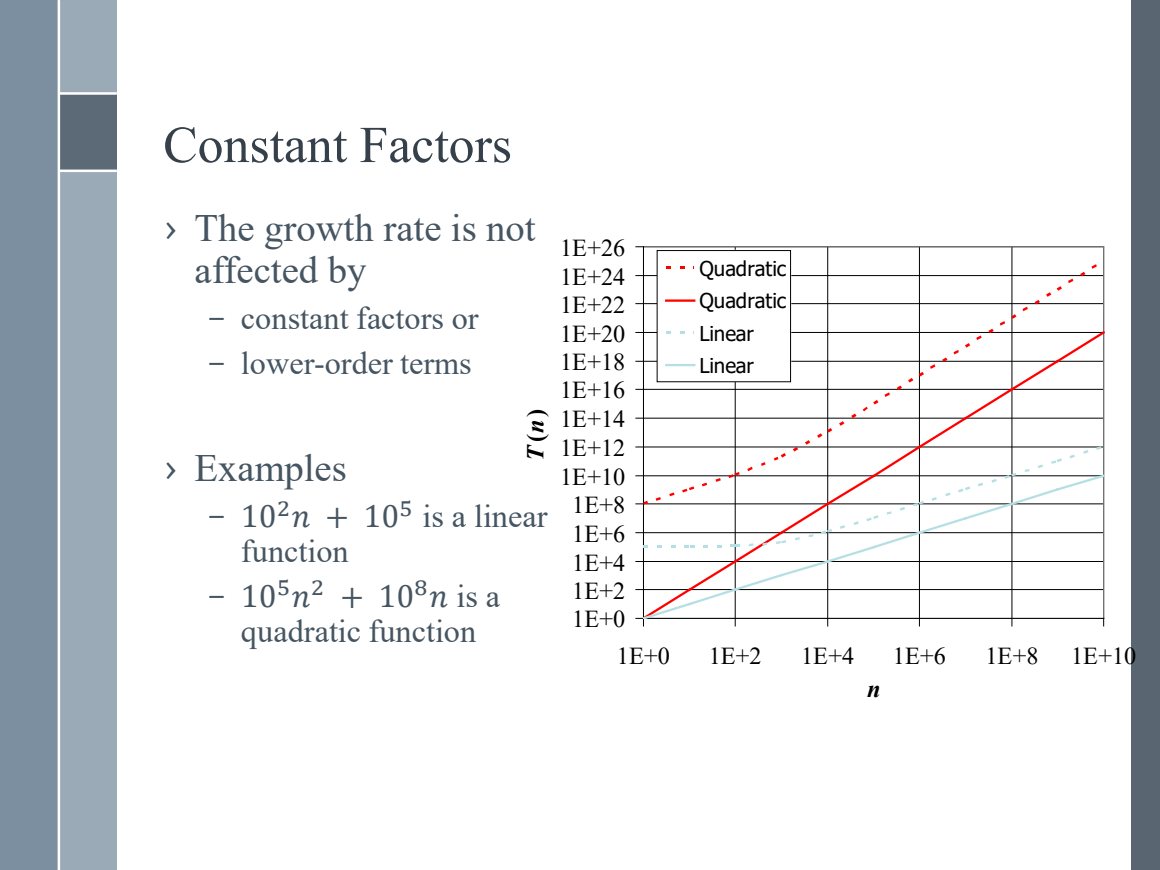 Constant Factors
› The growth rate is not
affected by
– constant factors or
– lower-order terms
› Examples
– 10²𝑛 + 10⁵ is a linear
function
– 10⁵𝑛² + 10⁸𝑛 is a
quadratic function
1E+26
1E+24
1E+22
1E+20
1E+18
1E+16
1E+14
1E+12
1E+10
1E+8
1E+6
1E+4
1E+2
1E+0
T(n)
Quadratic
Quadratic
Linear
Linear
1E+0 1E+2 1E+4 1E+6 1E+8 1E+10
n